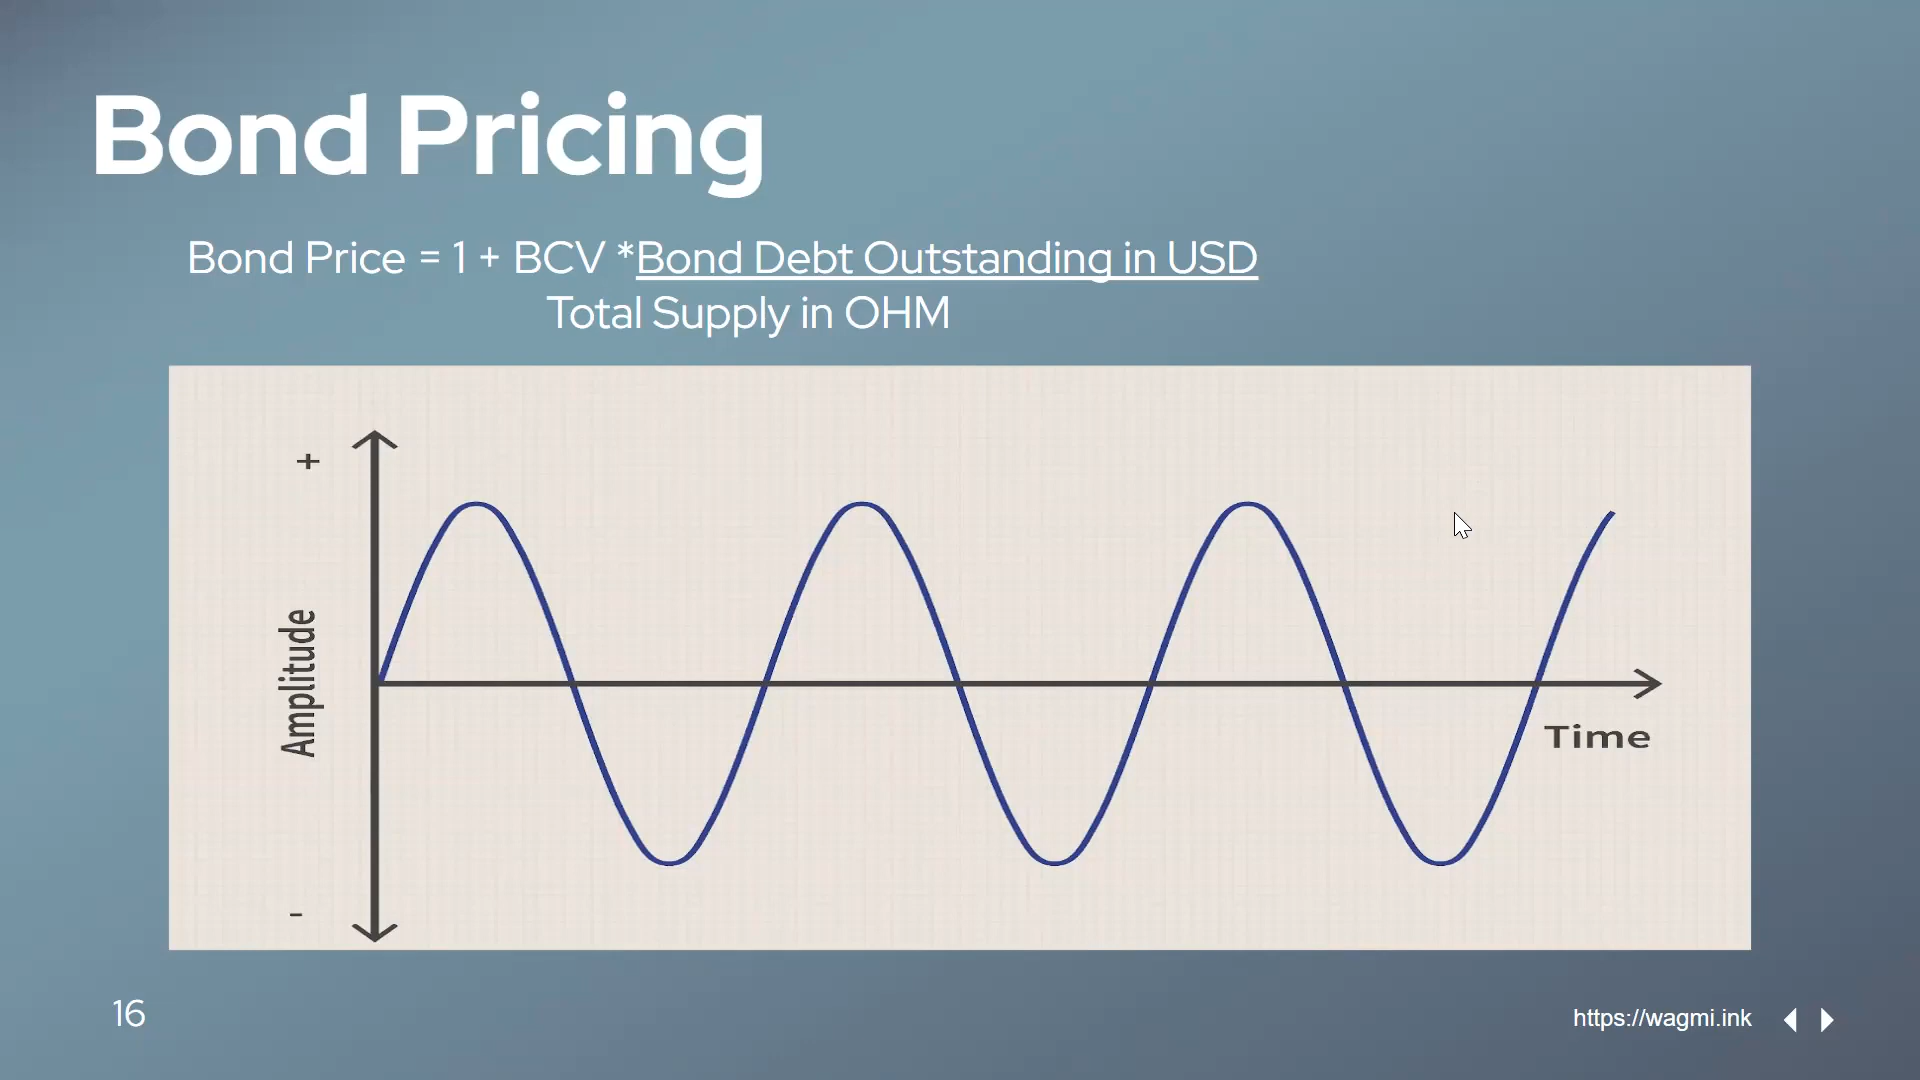 Bond Pricing
Bond Price = 1 + BCV *Bond Debt Outstanding in USD
Total Supply in OHM
+
Amplitude
Time
-
16
https://wagmi.ink